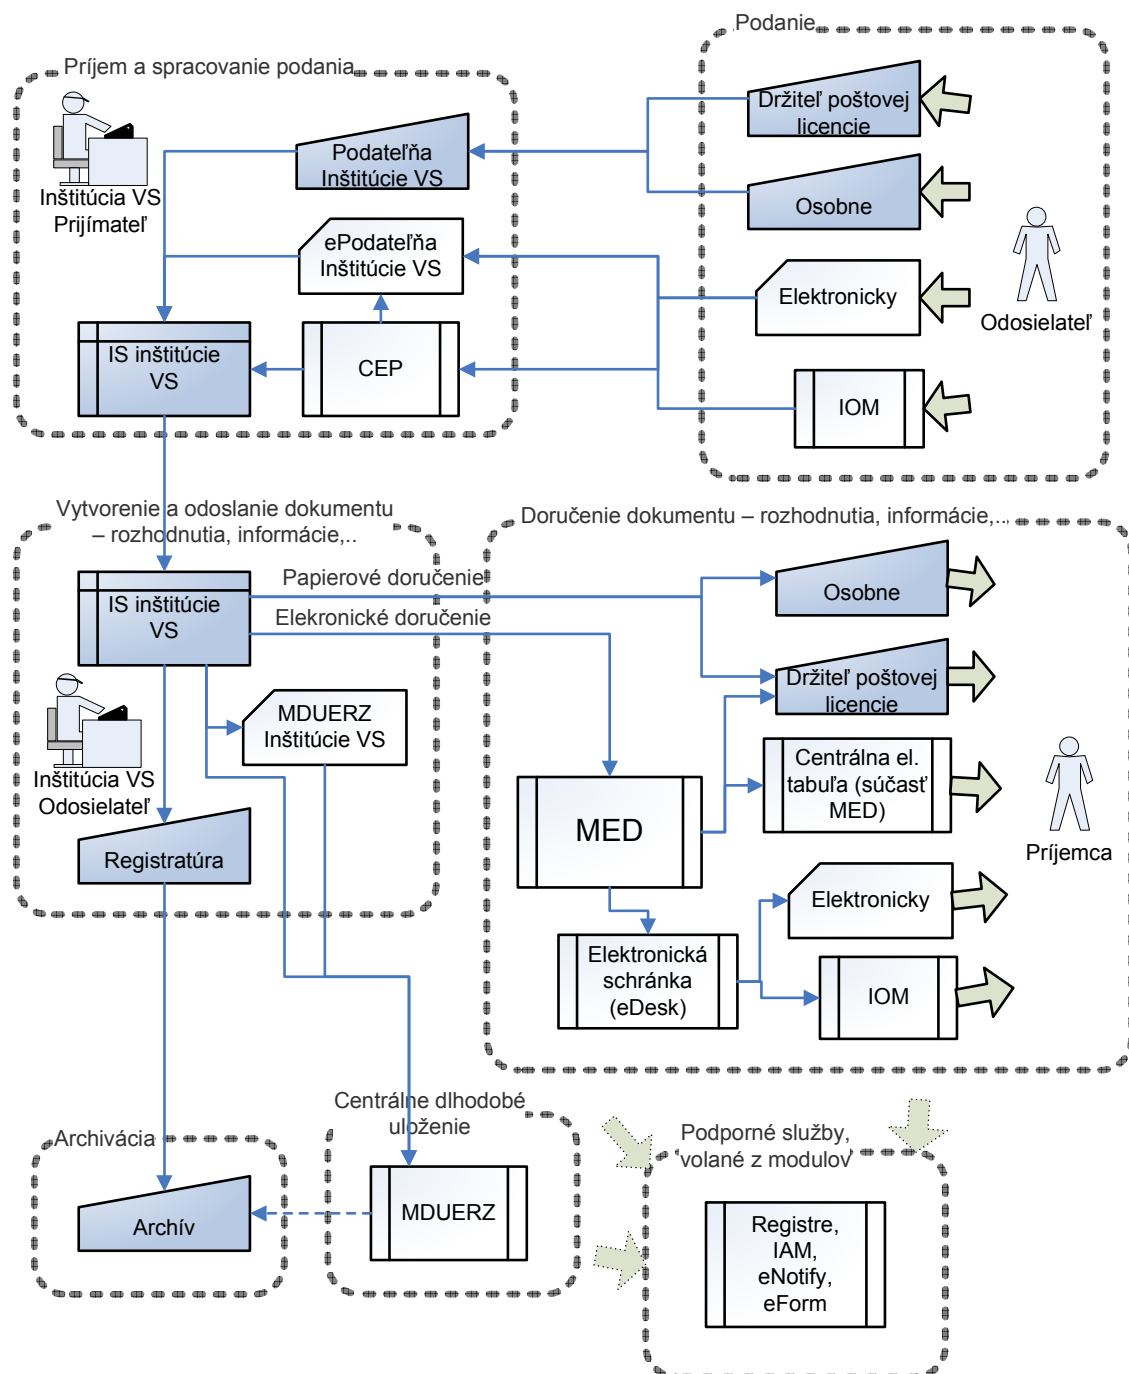 Podanie
Držiteľ poštovej
licencie
Osobne
Elektronicky
IOM
Odosielateľ
Príjem a spracovanie podania
Inštitúcia VS
Prijímateľ
Podateľňa
Inštitúcie VS
ePodateľňa
Inštitúcie VS
IS inštitúcie
VS
CEP
Vytvorenie a odoslanie dokumentu
– rozhodnutia, informácie,..
IS inštitúcie
VS
Papierové doručenie
Elekronické doručenie
Inštitúcia VS
Odosielateľ
MDUERZ
Inštitúcie VS
Registratúra
Doručenie dokumentu – rozhodnutia, informácie,..
Osobne
Držiteľ poštovej
licencie
Centrálna el.
tabuľa (súčasť
MED)
MED
Elektronická
schránka
(eDesk)
Elektronicky
IOM
Príjemca
Archivácia
Archív
Centrálne dlhodobé
uloženie
MDUERZ
Podporné služby,
volané z modulov
Registre,
IAM,
eNotify,
eForm